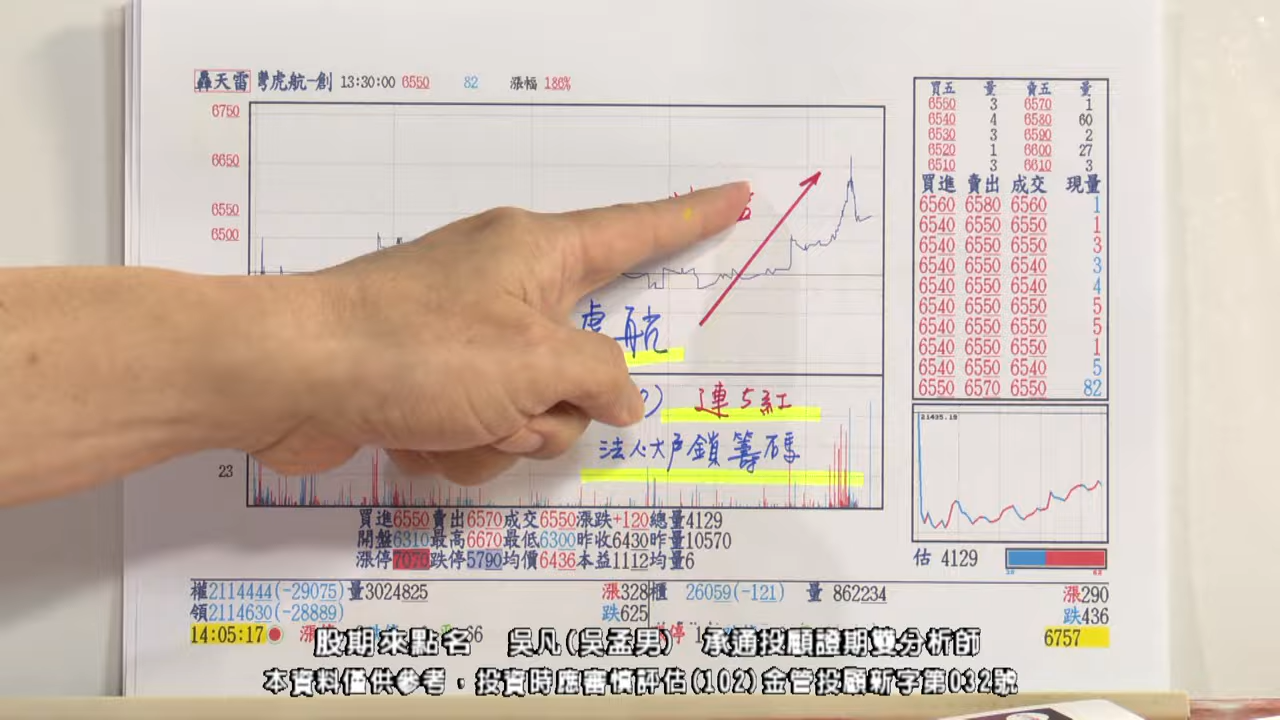 轟天雷 彎虎航-創 13:30:00 6550 82 漲幅 186%
6750
6650
6550
6500
23
虎航
連5紅
法人大戶鎖籌碼
買五 量 賣五 量
6550 3 6570 1
6540 4 6580 60
6530 3 6590 2
6520 1 6600 27
6510 3 6610 3
買進 賣出 成交 現量
6560 6580 6560 1
6540 6550 6540 1
6540 6550 6550 3
6540 6550 6540 3
6540 6550 6540 4
6540 6550 6550 5
6540 6550 6550 5
6540 6550 6550 1
6540 6550 6540 5
6550 6570 6550 82
21435.19
估 4129
買進6550賣出6570成交6550漲跌+120總量4129
開盤6310最高6670最低6300昨收6430昨量10570
漲停7070跌停5790均價6436本益1112均量6
權2114444(-29075)量3024825 漲328 櫃 26059(-121) 量 862234 漲290
領2114630(-28889) 跌625 跌436
14:05:17 66 6757
股期來點名 吳凡(吳孟男) 承通投顧證期雙分析師
本資料僅供參考，投資時應審慎評估(102)金管投顧新字第032號